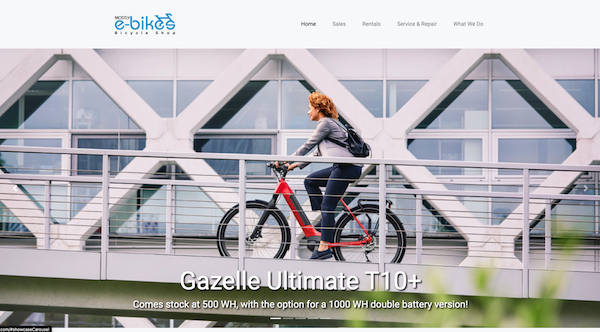 MOSTLY
e-bikes
Bicycle Shop
Home Sales Rentals Service & Repair What We Do
Gazelle Ultimate T10+
Comes stock at 500 WH, with the option for a 1000 WH double battery version!
com/#showcaseCarousel